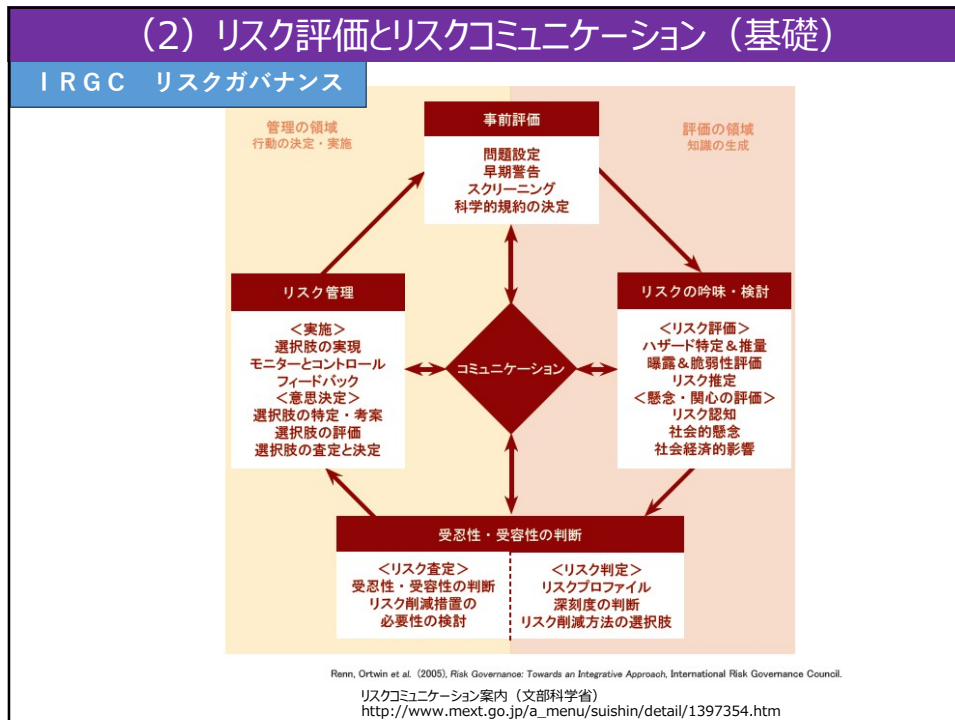 （2）リスク評価とリスクコミュニケーション（基礎）
ＩＲＧＣ　リスクガバナンス
管理の領域
行動の決定・実施
評価の領域
知識の生成
事前評価
問題設定
早期警告
スクリーニング
科学的規約の決定
リスク管理
＜実施＞
選択肢の実現
モニターとコントロール
フィードバック
＜意思決定＞
選択肢の特定・考案
選択肢の評価
選択肢の査定と決定
コミュニケーション
リスクの吟味・検討
＜リスク評価＞
ハザード特定＆推量
曝露＆脆弱性評価
リスク推定
＜懸念・関心の評価＞
リスク認知
社会的懸念
社会経済的影響
受忍性・受容性の判断
＜リスク査定＞
受忍性・受容性の判断
リスク削減措置の
必要性の検討
＜リスク判定＞
リスクプロファイル
深刻度の判断
リスク削減方法の選択肢
Renn, Ortwin et al. (2005), Risk Governance: Towards an Integrative Approach, International Risk Governance Council.
リスクコミュニケーション案内（文部科学省）
http://www.mext.go.jp/a_menu/suishin/detail/1397354.htm